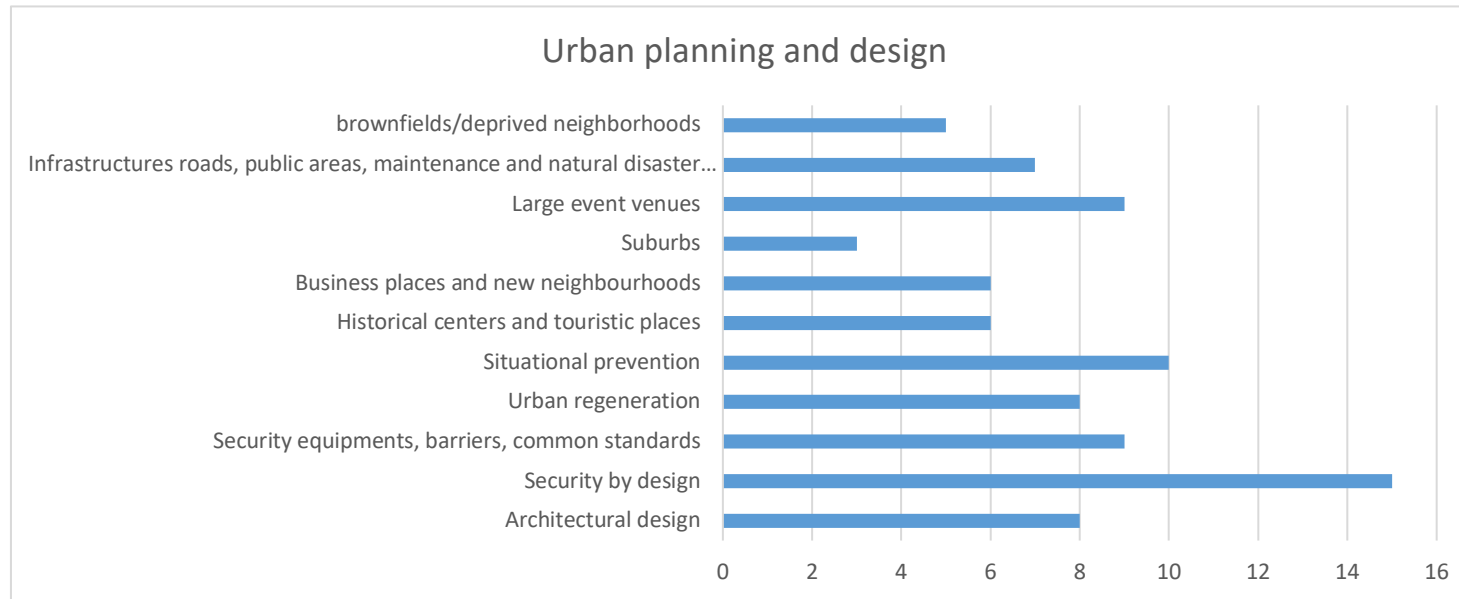 Urban planning and design
brownfields/deprived neighborhoods
Infrastructures roads, public areas, maintenance and natural disaster...
Large event venues
Suburbs
Business places and new neighbourhoods
Historical centers and touristic places
Situational prevention
Urban regeneration
Security equipments, barriers, common standards
Security by design
Architectural design
0 2 4 6 8 10 12 14 16